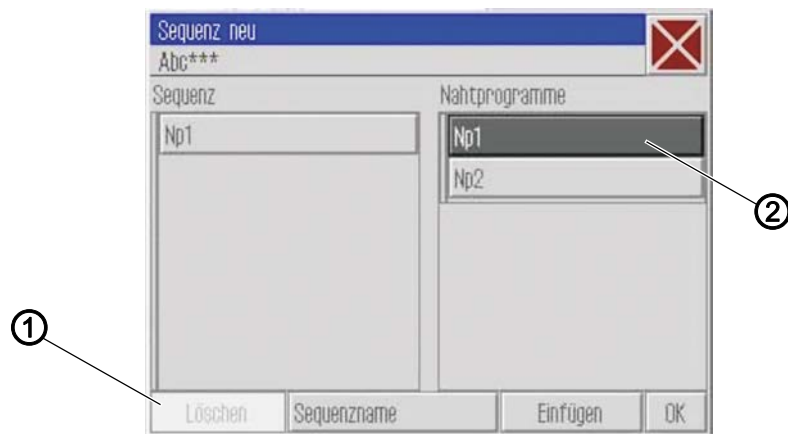 Sequenz neu
Abc***
Sequenz
Nahtprogramme
Np1
Np1
Np2
2
1
Löschen
Sequenzname
Einfügen
OK